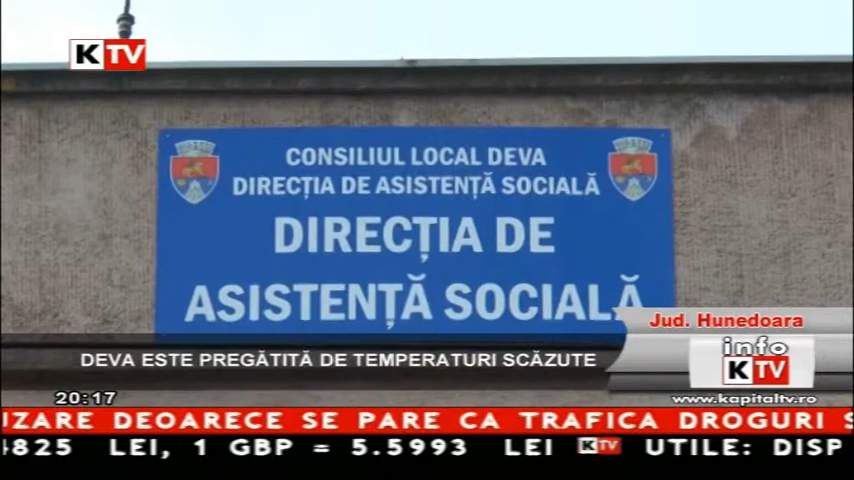 KTV
CONSILIUL LOCAL DEVA
DIRECȚIA DE ASISTENȚĂ SOCIALĂ
DIRECȚIA DE
ASISTENȚĂ SOCIALĂ
Jud. Hunedoara
DEVA ESTE PREGĂTITĂ DE TEMPERATURI SCĂZUTE
info
KTV
20:17
www.kapitaltv.ro
DEOARECE SE PARE CA TRAFICA DROGURI
4825 LEI, 1 GBP = 5.5993 LEI KTV UTILE: DISP